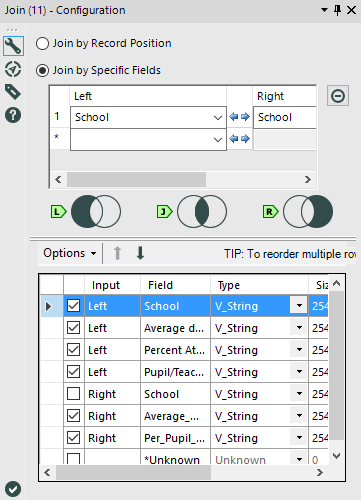 Join (11) - Configuration
Join by Record Position
Join by Specific Fields
Left Right
1 School School
*
L J R
Options TIP: To reorder multiple
Input Field Type
Left School V_String 254
Left Average d... V_String 254
Left Percent At... V_String 254
Left Pupil/Teac... V_String 254
Right School V_String 254
Right Average_... V_String 254
Right Per_Pupil_... V_String 254
*Unknown Unknown 0